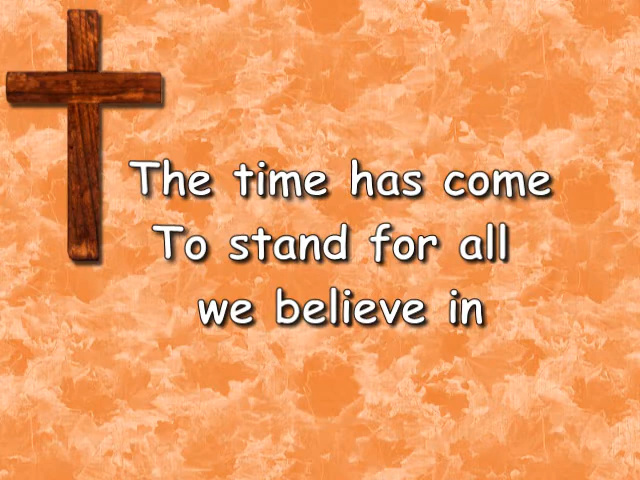 The time has come
To stand for all
we believe in